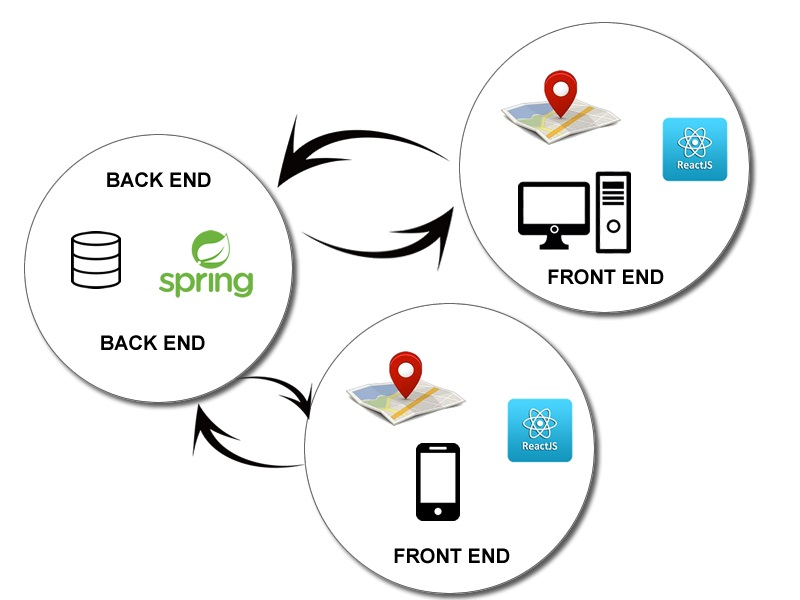 BACK END
spring
BACK END
ReactJS
FRONT END
ReactJS
FRONT END